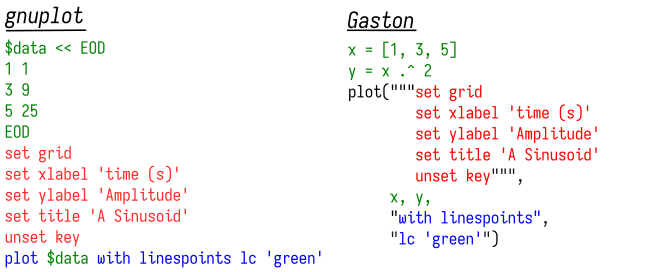 gnuplot
$data << EOD
1 1
3 9
5 25
EOD
set grid
set xlabel 'time (s)'
set ylabel 'Amplitude'
set title 'A Sinusoid'
unset key
plot $data with linespoints lc 'green'
Gaston
x = [1, 3, 5]
y = x .^ 2
plot("""set grid
set xlabel 'time (s)'
set ylabel 'Amplitude'
set title 'A Sinusoid'
unset key""",
x, y,
"with linespoints",
"lc 'green'")